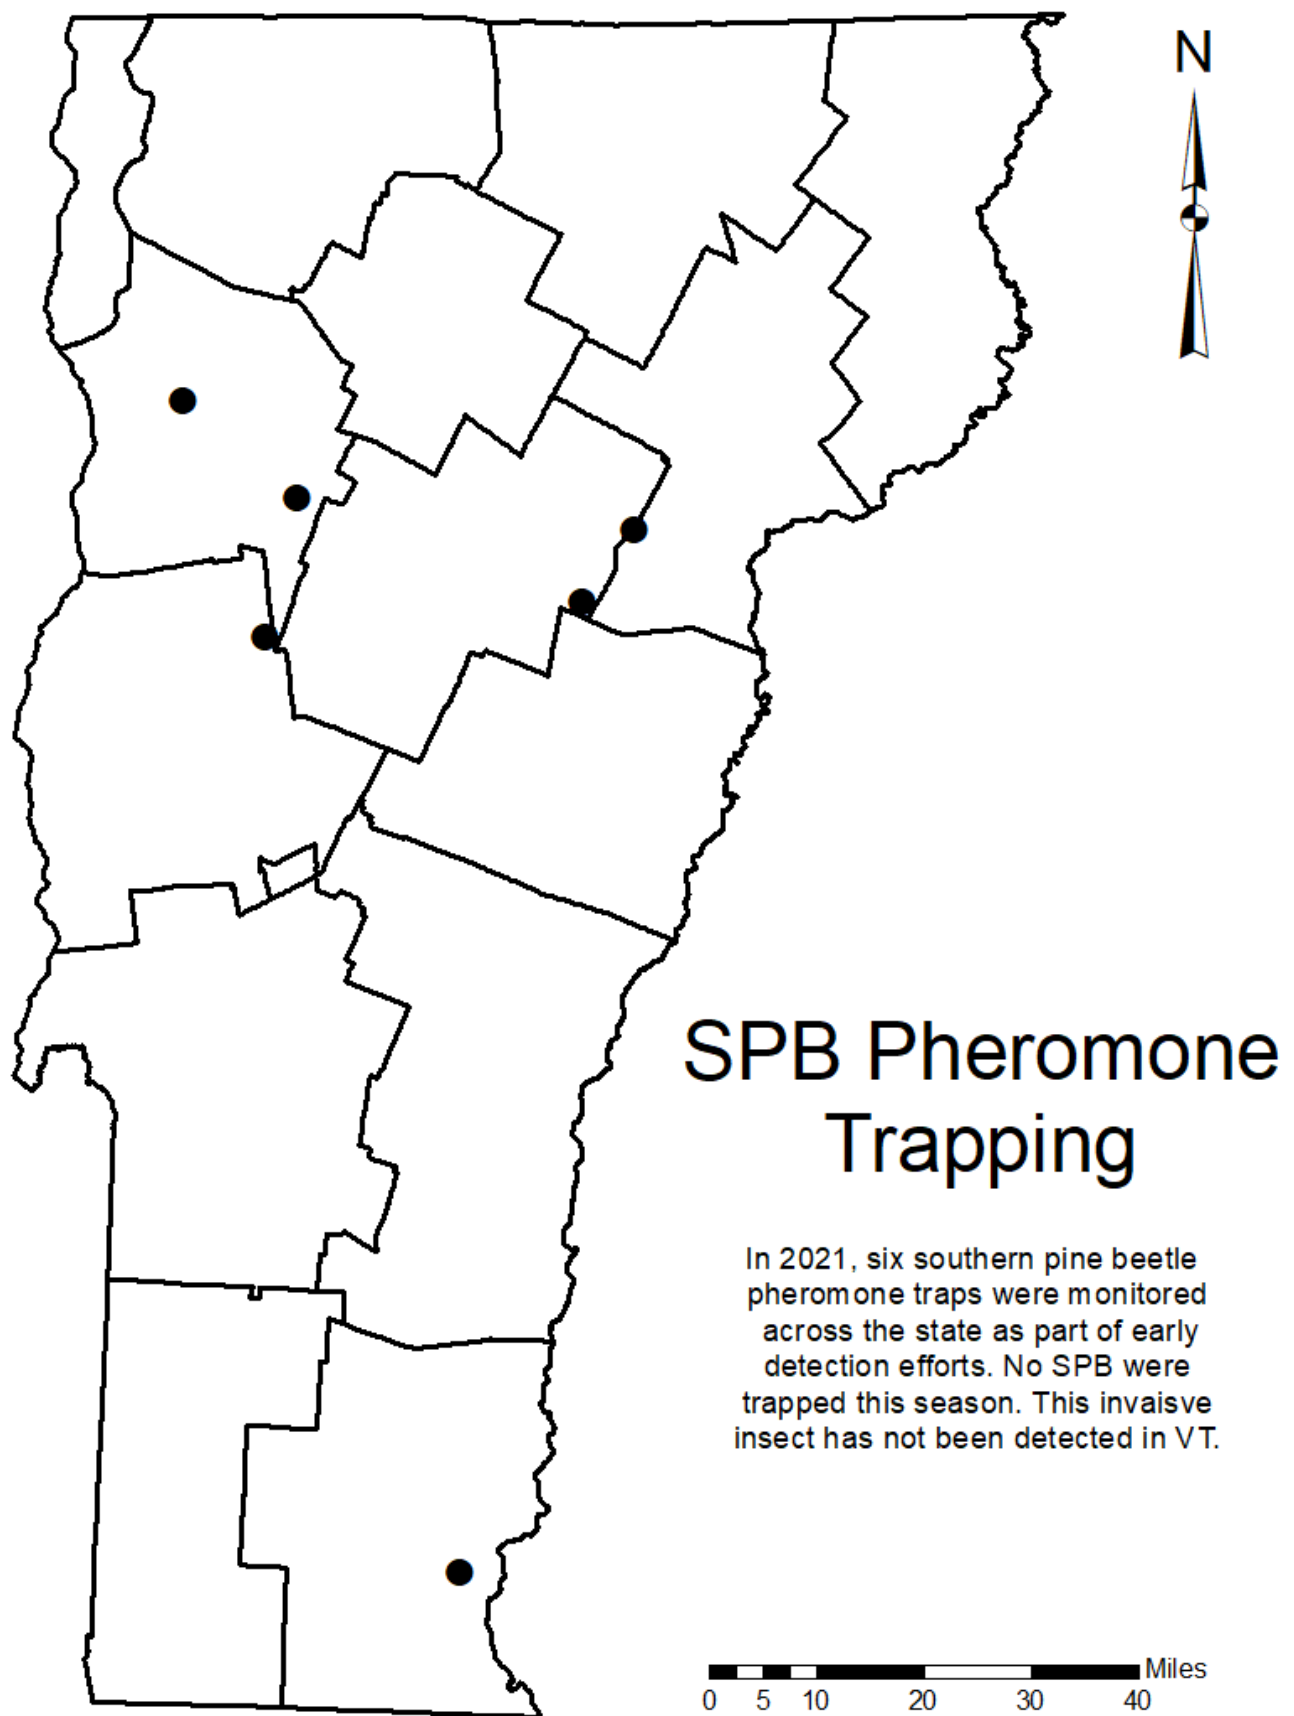 N
SPB Pheromone
Trapping
In 2021, six southern pine beetle
pheromone traps were monitored
across the state as part of early
detection efforts. No SPB were
trapped this season. This invaisve
insect has not been detected in VT.
Miles
0 5 10 20 30 40